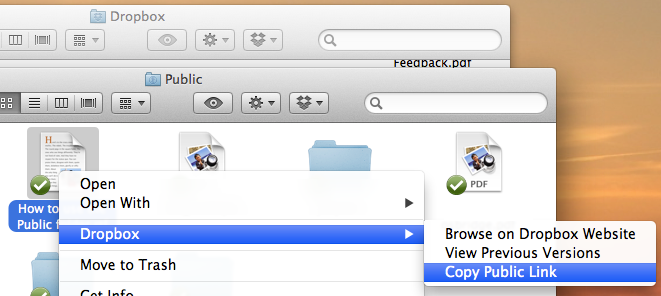 Dropbox
Feedback.pdf
Public
PDF
How to
Public f
Open
Open With
Dropbox
Browse on Dropbox Website
View Previous Versions
Copy Public Link
Move to Trash
Get Info